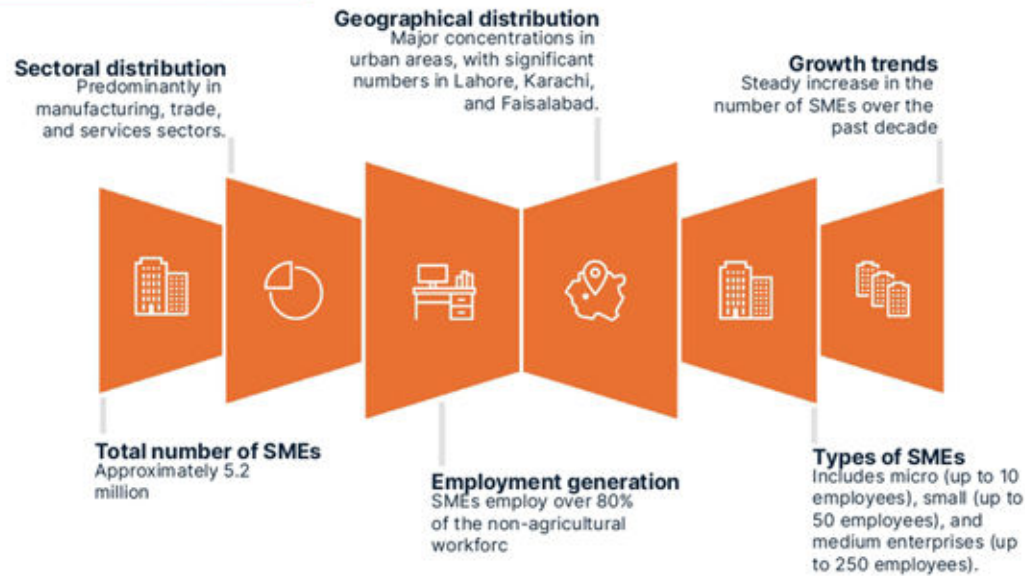 Sectoral distribution
Predominantly in
manufacturing, trade,
and services sectors.
Geographical distribution
Major concentrations in
urban areas, with significant
numbers in Lahore, Karachi,
and Faisalabad.
Growth trends
Steady increase in the
number of SMEs over the
past decade
Total number of SMEs
Approximately 5.2
million
Employment generation
SMEs employ over 80%
of the non-agricultural
workforc
Types of SMEs
Includes micro (up to 10
employees), small (up to
50 employees), and
medium enterprises (up
to 250 employees).